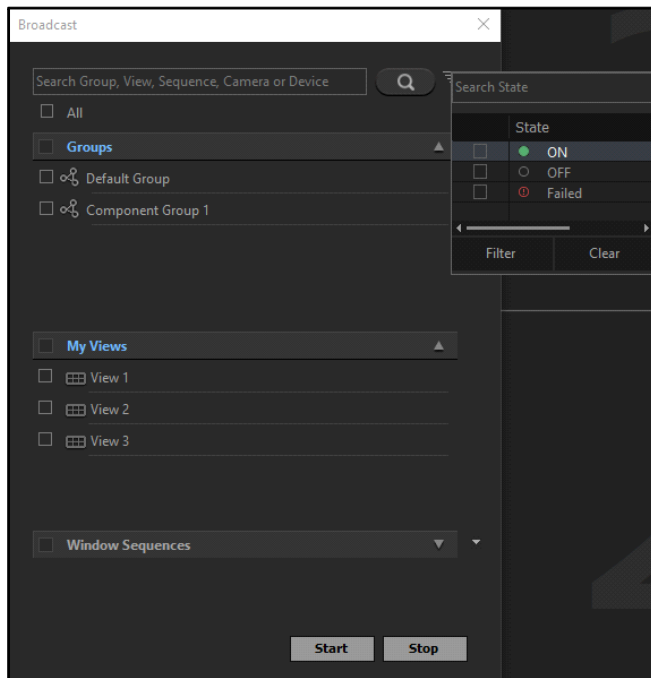 Broadcast
Search Group, View, Sequence, Camera or Device
All
Groups
Default Group
Component Group 1
My Views
View 1
View 2
View 3
Window Sequences
Start
Stop
Search State
State
ON
OFF
Failed
Filter
Clear